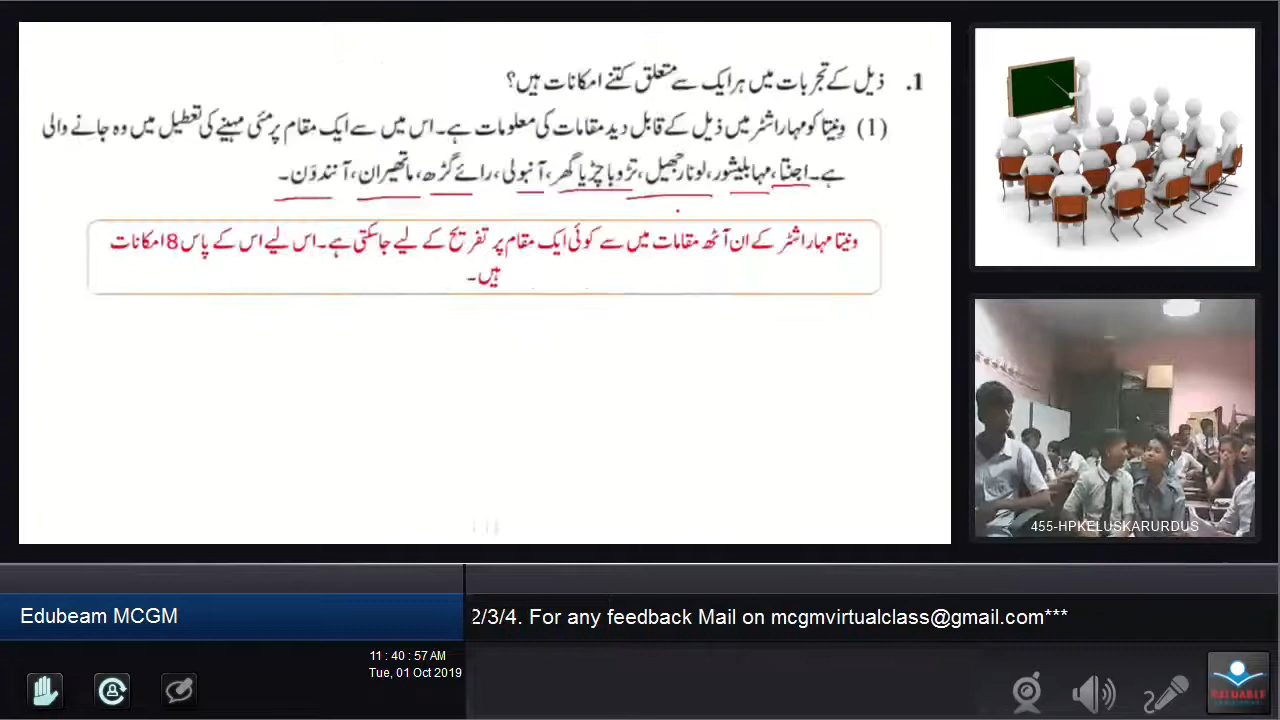 1. ذیل کے تجربات میں ہر ایک سے متعلق کتنے امکانات ہیں؟
(1) ونیتا کو مہاراشٹر میں ذیل کے قابل دید مقامات کی معلومات ہے۔ اس میں سے ایک مقام پر مئی مہینے کی تعطیل میں وہ جانے والی
ہے۔ اجنتا، مہابلیشور، لونار جھیل، تڑوبا چڑیا گھر، آنبولی، رائے گڑھ، ماتھیران، آنندوَن۔
ونیتا مہاراشٹر کے ان آٹھ مقامات میں سے کوئی ایک مقام پر تفریح کے لیے جاسکتی ہے۔ اس لیے اس کے پاس 8 امکانات
ہیں۔
455-HPKELUSKARURDUS
Edubeam MCGM
2/3/4. For any feedback Mail on mcgmvirtualclass@gmail.com***
11:40:57 AM
Tue, 01 Oct 2019
VALUABLE